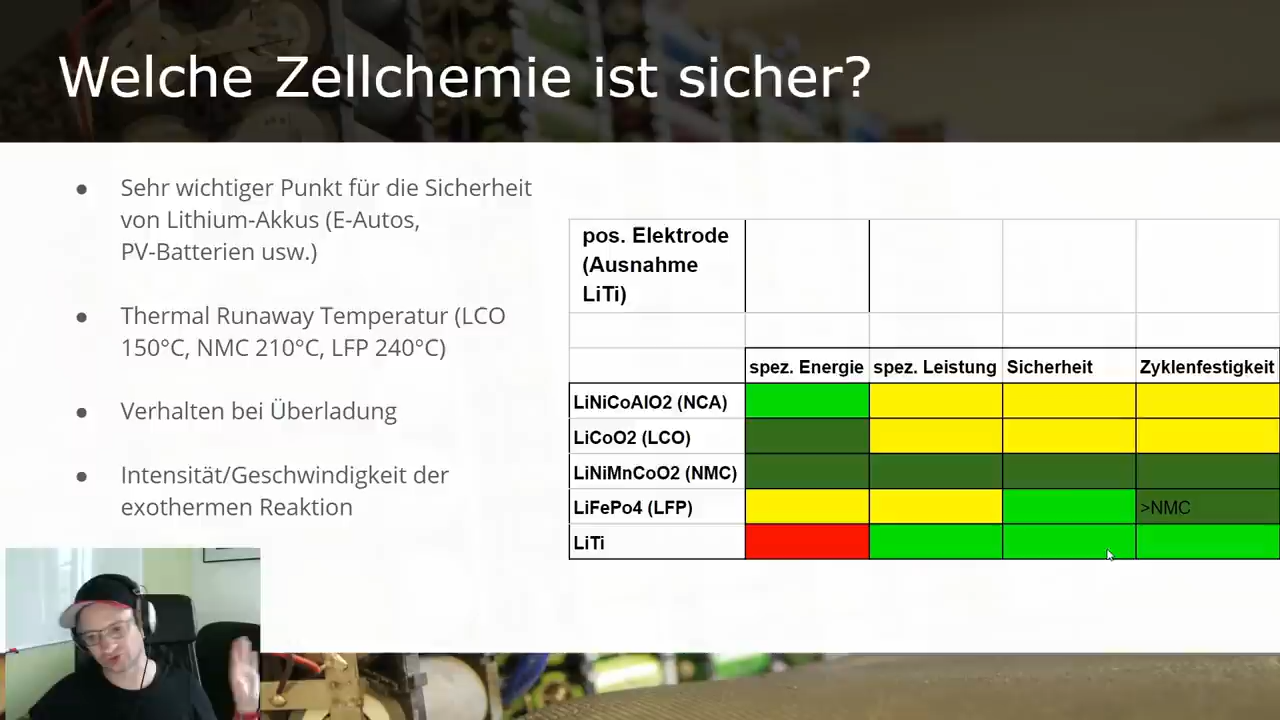 Welche Zellchemie ist sicher?
● Sehr wichtiger Punkt für die Sicherheit
von Lithium-Akkus (E-Autos,
PV-Batterien usw.)
● Thermal Runaway Temperatur (LCO
150°C, NMC 210°C, LFP 240°C)
● Verhalten bei Überladung
● Intensität/Geschwindigkeit der
exothermen Reaktion
pos. Elektrode
(Ausnahme
LiTi)
spez. Energie spez. Leistung Sicherheit Zyklenfestigkeit
LiNiCoAlO2 (NCA)
LiCoO2 (LCO)
LiNiMnCoO2 (NMC)
LiFePo4 (LFP) >NMC
LiTi